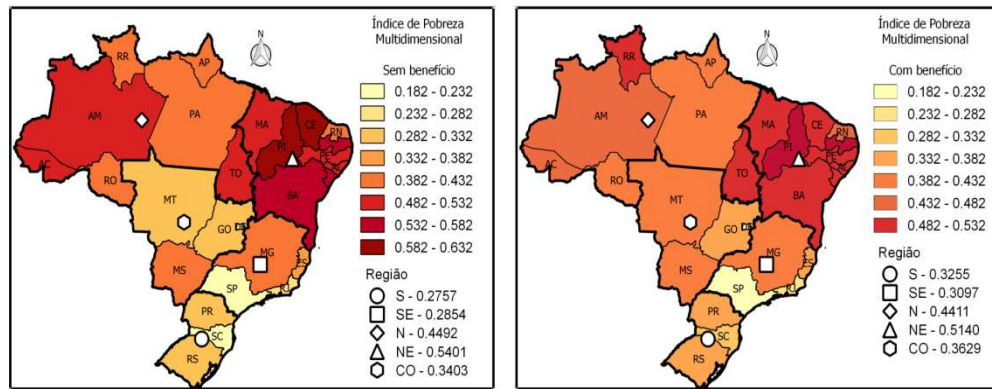 Índice de Pobreza
Multidimensional
Sem benefício
0.182 - 0.232
0.232 - 0.282
0.282 - 0.332
0.332 - 0.382
0.382 - 0.432
0.482 - 0.532
0.532 - 0.582
0.582 - 0.632
Região
S - 0.2757
SE - 0.2854
N - 0.4492
NE - 0.5401
CO - 0.3403
N
RR
AP
AM
PA
MA
CE
RN
PI
PE
AC
RO
TO
BA
MT
GO
MG
ES
MS
SP
RJ
PR
SC
RS
Índice de Pobreza
Multidimensional
Com benefício
0.182 - 0.232
0.232 - 0.282
0.282 - 0.332
0.332 - 0.382
0.382 - 0.432
0.432 - 0.482
0.482 - 0.532
Região
S - 0.3255
SE - 0.3097
N - 0.4411
NE - 0.5140
CO - 0.3629
N
RR
AP
AM
PA
MA
CE
RN
PI
PE
AC
RO
TO
BA
MT
GO
MG
ES
MS
SP
RJ
PR
SC
RS